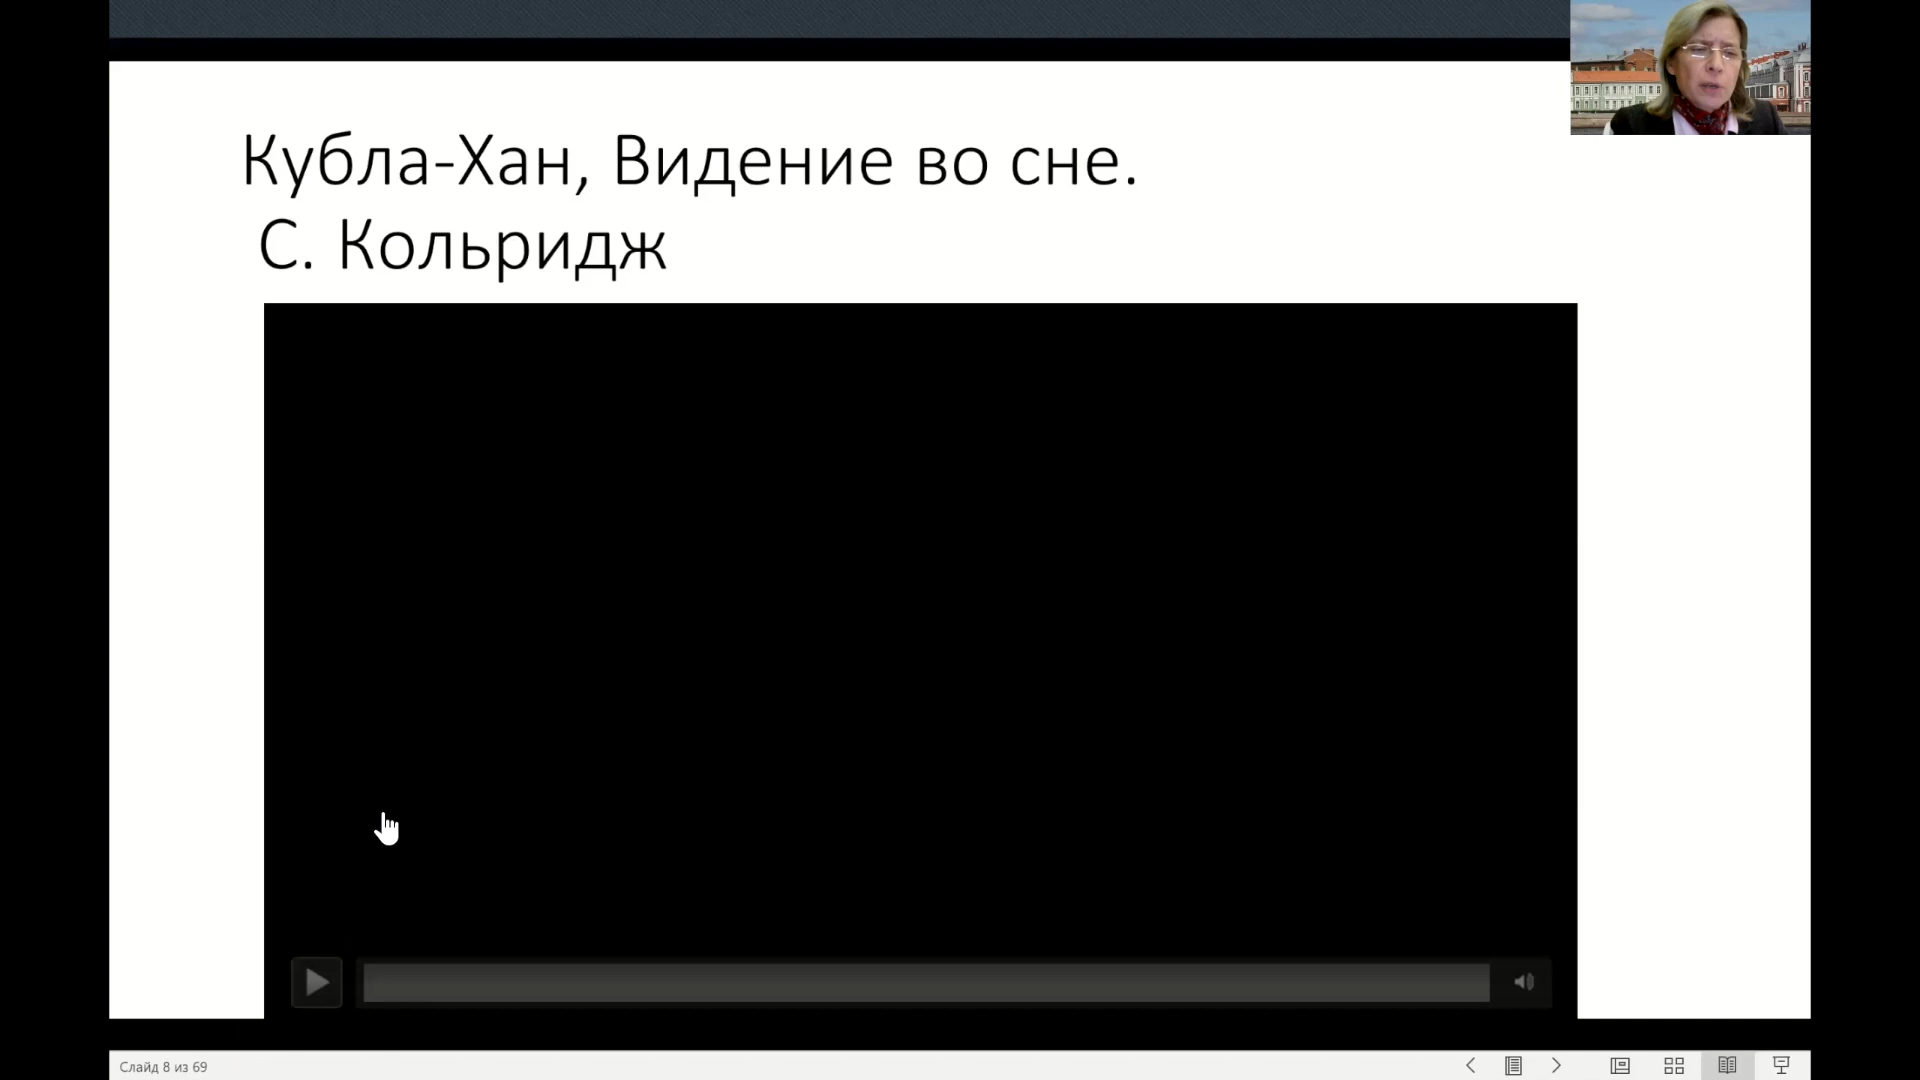 Кубла-Хан, Видение во сне.
С. Кольридж
Слайд 8 из 69